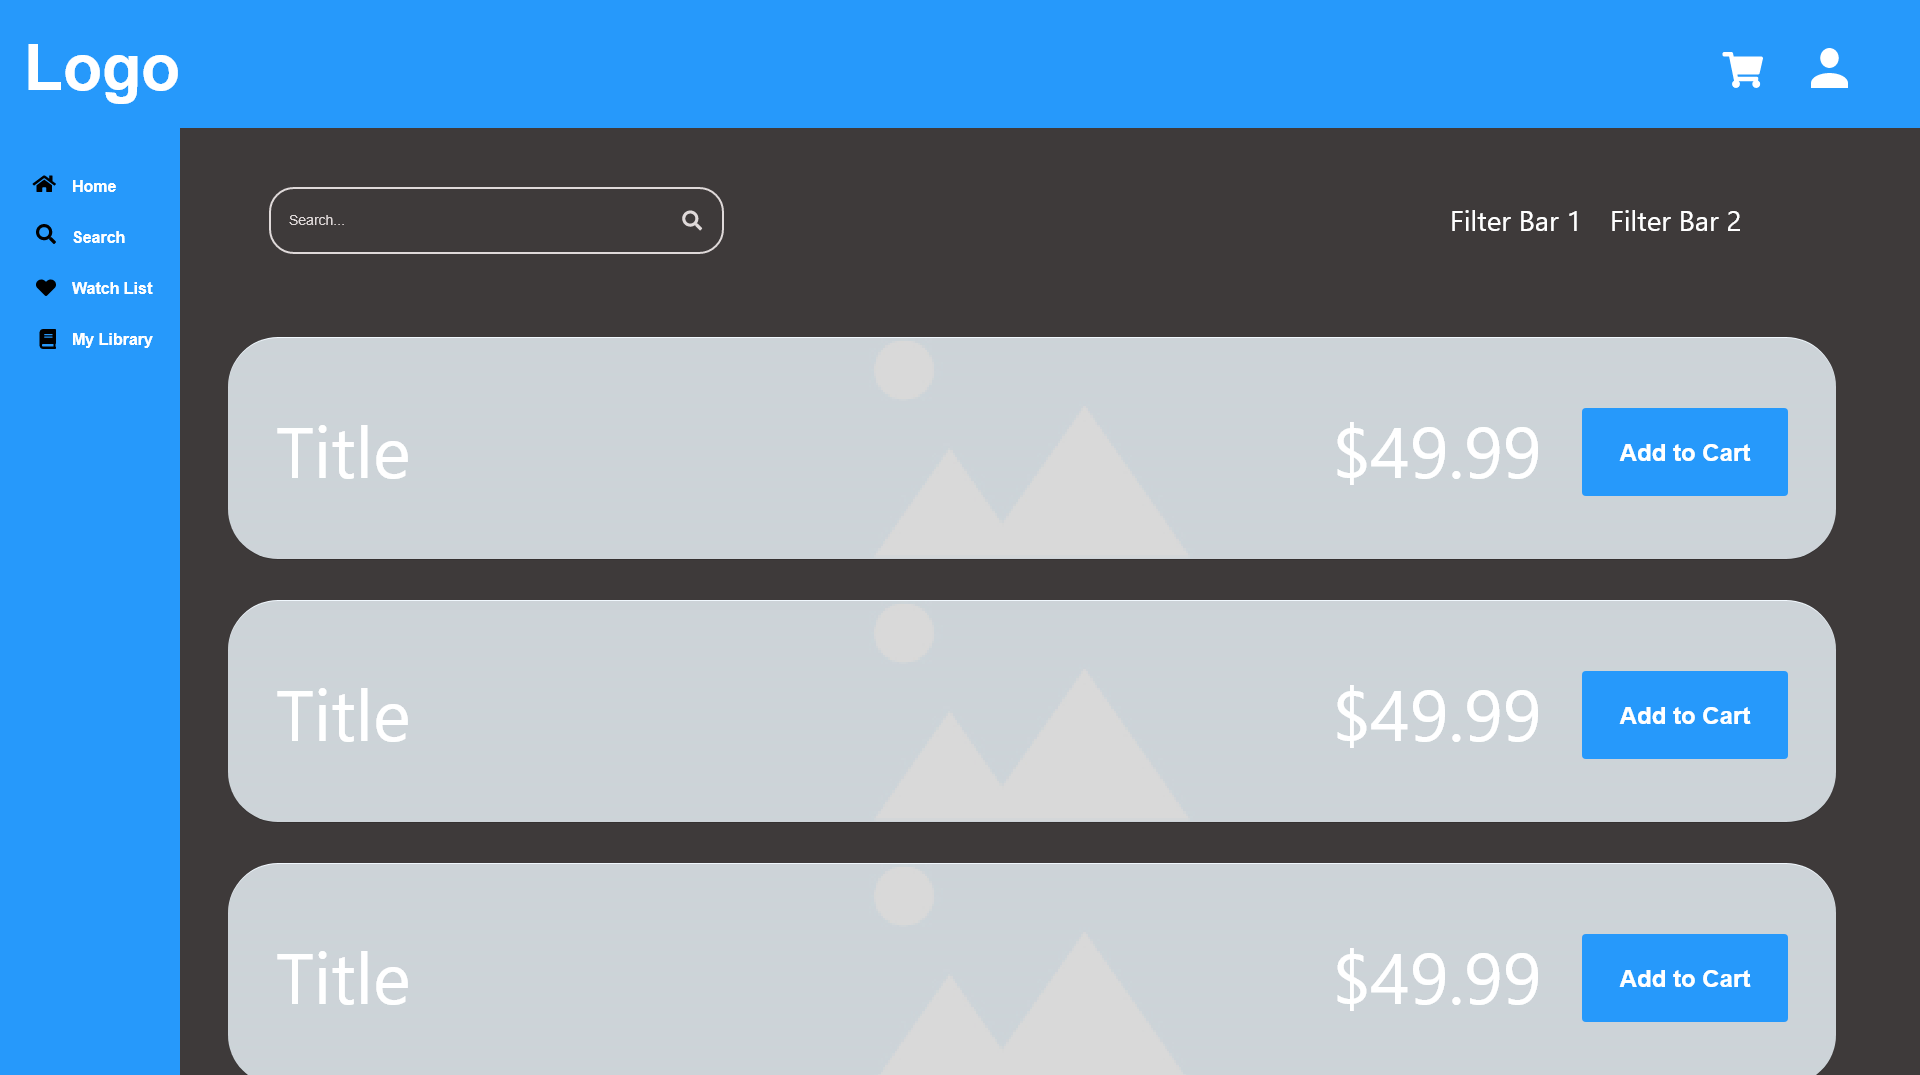 Logo
Home
Search
Watch List
My Library
Search...
Filter Bar 1
Filter Bar 2
Title
$49.99
Add to Cart
Title
$49.99
Add to Cart
Title
$49.99
Add to Cart